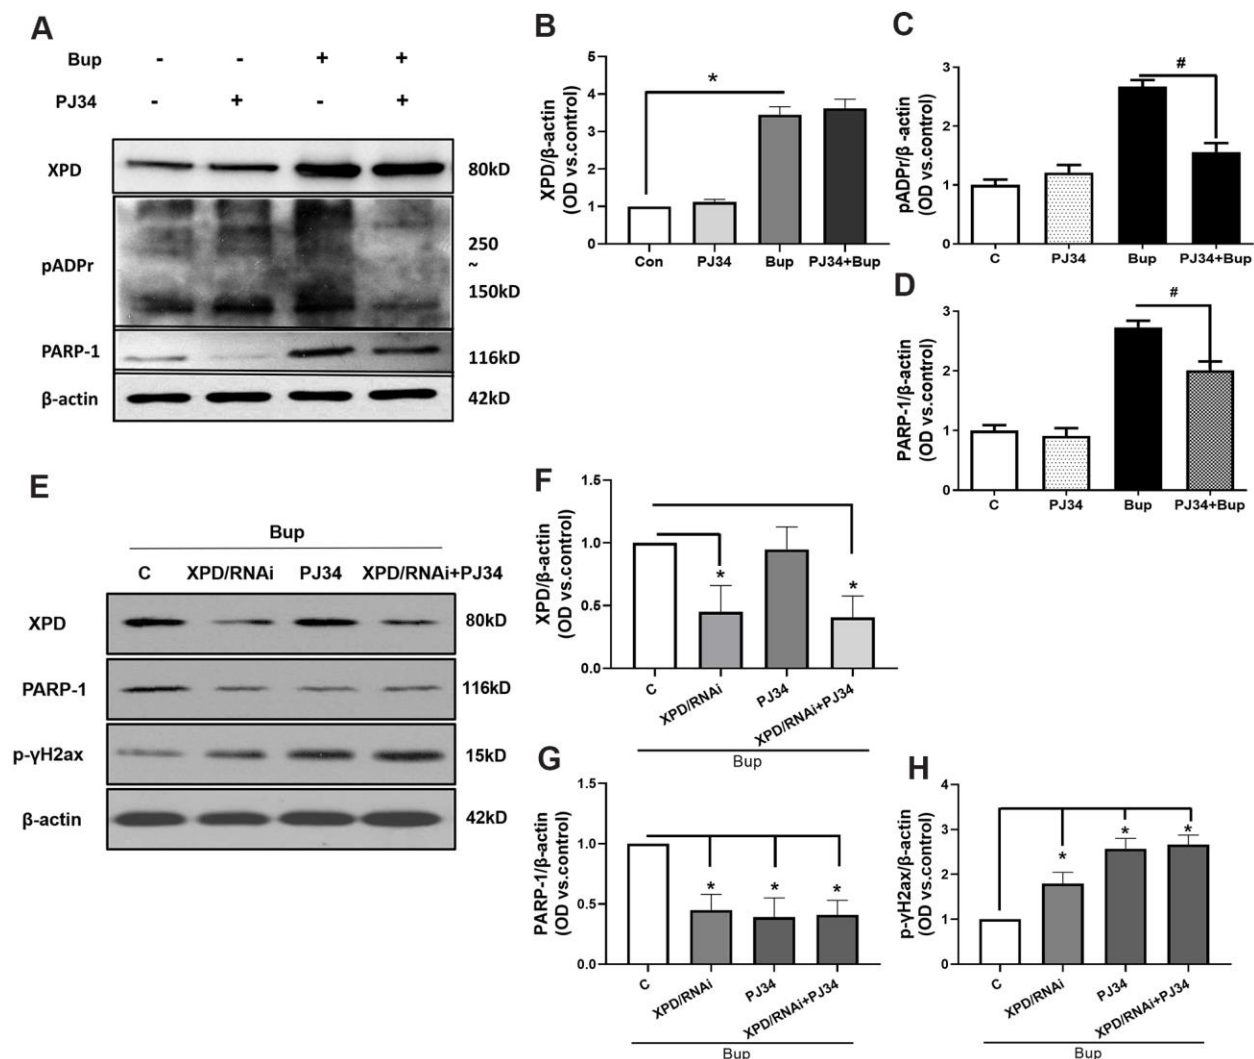 A
Bup - - + +
PJ34 - + - +
XPD 80kD
pADPr 250
~
150kD
PARP-1 116kD
β-actin 42kD
B
XPD/β-actin
(OD vs.control)
5
4
3
2
1
0
*
Con PJ34 Bup PJ34+Bup
C
pADPr/β -actin
(OD vs.control)
3
2
1
0
#
C PJ34 Bup PJ34+Bup
D
PARP-1/β-actin
(OD vs.control)
3
2
1
0
#
C PJ34 Bup PJ34+Bup
E
Bup
C XPD/RNAi PJ34 XPD/RNAi+PJ34
XPD 80kD
PARP-1 116kD
p-γH2ax 15kD
β-actin 42kD
F
XPD/β-actin
(OD vs.control)
1.5
1.0
0.5
0.0
* *
C XPD/RNAi PJ34 XPD/RNAi+PJ34
Bup
G
PARP-1/β-actin
(OD vs.control)
1.5
1.0
0.5
0.0
* * *
C XPD/RNAi PJ34 XPD/RNAi+PJ34
Bup
H
p-γH2ax/β-actin
(OD vs.control)
4
3
2
1
0
* * *
C XPD/RNAi PJ34 XPD/RNAi+PJ34
Bup